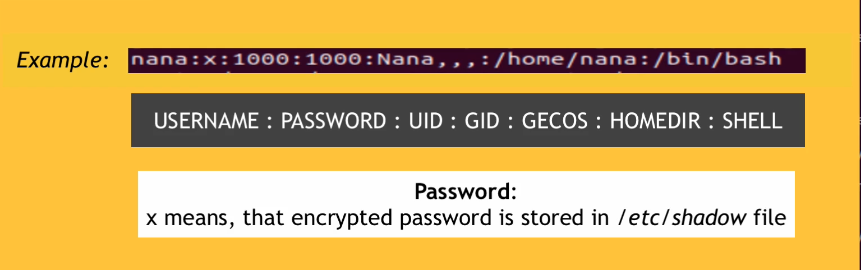 Example: nana:x:1000:1000:Nana,,,:/home/nana:/bin/bash
USERNAME : PASSWORD : UID : GID : GECOS : HOMEDIR : SHELL
Password:
x means, that encrypted password is stored in /etc/shadow file